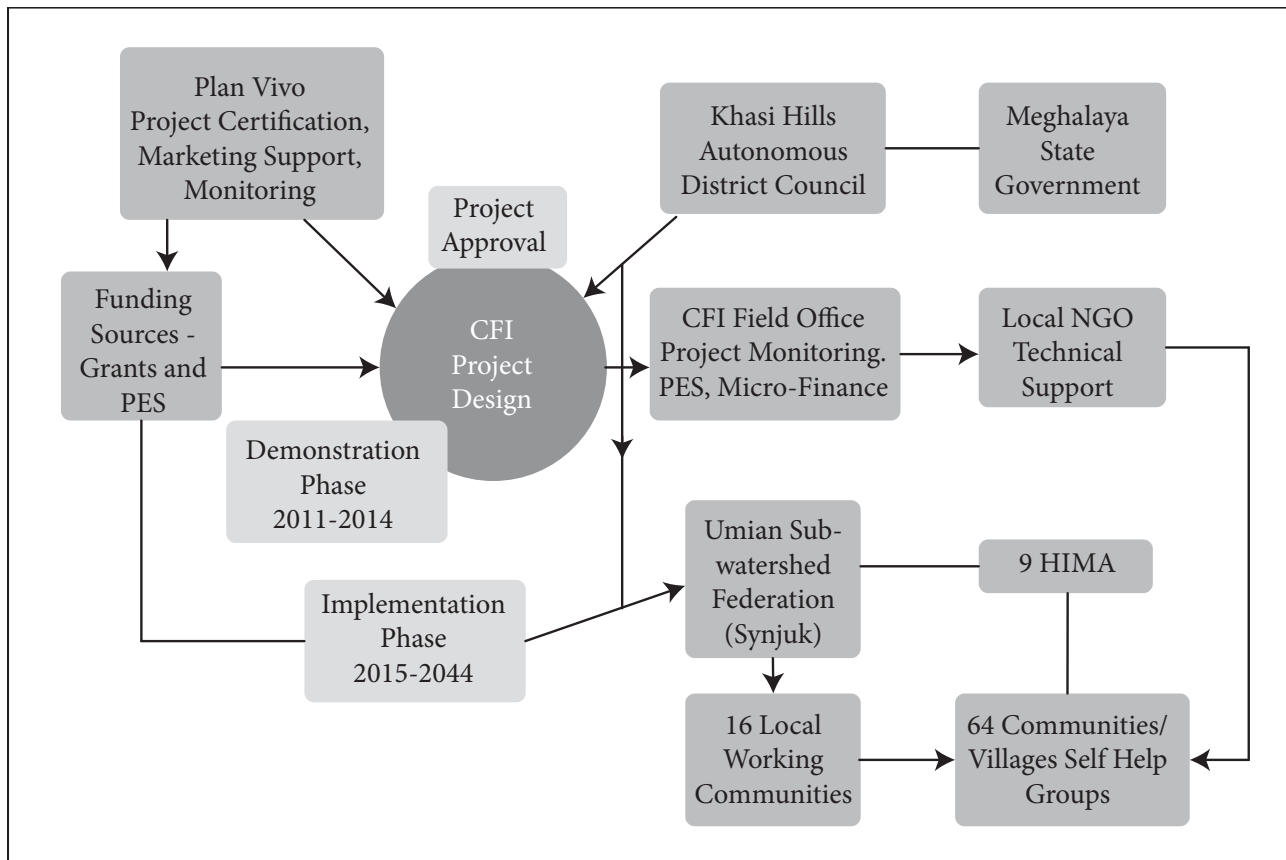 Plan Vivo
Project Certification,
Marketing Support,
Monitoring
Khasi Hills
Autonomous
District Council
Meghalaya
State
Government
Project
Approval
Funding
Sources -
Grants and
PES
CFI
Project
Design
CFI Field Office
Project Monitoring.
PES, Micro-Finance
Local NGO
Technical
Support
Demonstration
Phase
2011-2014
Implementation
Phase
2015-2044
Umian Sub-
watershed
Federation
(Synjuk)
9 HIMA
16 Local
Working
Communities
64 Communities/
Villages Self Help
Groups